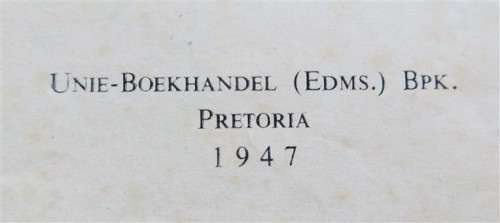 Unie-Boekhandel (Edms.) Bpk.
Pretoria
1947